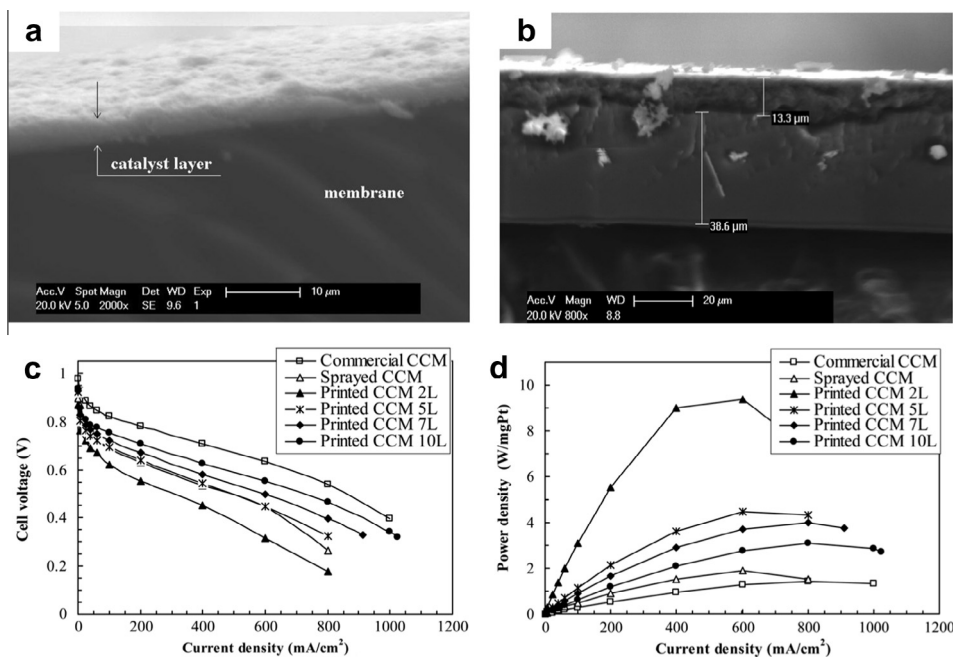 a
catalyst layer
membrane
Acc.V Spot Magn Det WD Exp
20.0 kV 5.0 2000x SE 9.6 1
10 µm
b
13.3 µm
38.6 µm
Acc.V Magn WD
20.0 kV 800x 8.8
20 µm
c
Commercial CCM
Sprayed CCM
Printed CCM 2L
Printed CCM 5L
Printed CCM 7L
Printed CCM 10L
Cell voltage (V)
1
0.8
0.6
0.4
0.2
0
0 200 400 600 800 1000 1200
Current density (mA/cm²)
d
Commercial CCM
Sprayed CCM
Printed CCM 2L
Printed CCM 5L
Printed CCM 7L
Printed CCM 10L
Power density (W/mgPt)
10
8
6
4
2
0
0 200 400 600 800 1000 1200
Current density (mA/cm²)